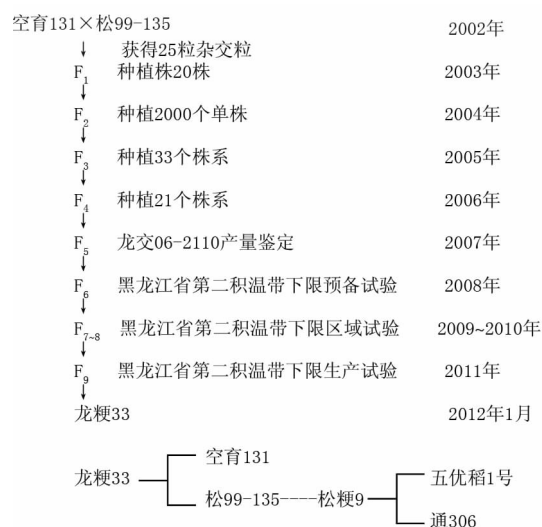 空育131×松99-135 2002年
获得25粒杂交粒
F1 种植株20株 2003年
F2 种植2000个单株 2004年
F3 种植33个株系 2005年
F4 种植21个株系 2006年
F5 龙交06-2110产量鉴定 2007年
F6 黑龙江省第二积温带下限预备试验 2008年
F7~8 黑龙江省第二积温带下限区域试验 2009~2010年
F9 黑龙江省第二积温带下限生产试验 2011年
龙粳33 2012年1月
空育131
龙粳33
五优稻1号
松99-135----松粳9
通306